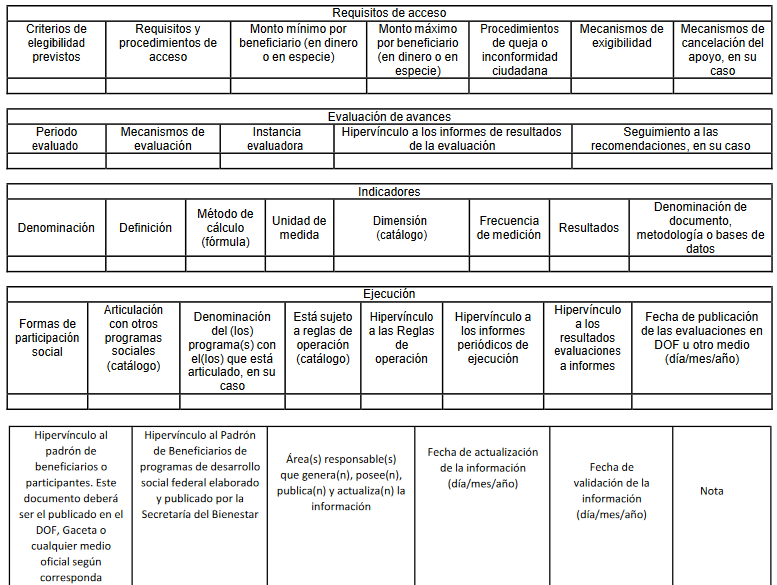 Requisitos de acceso
Criterios de
elegibilidad
previstos
Requisitos y
procedimientos de
acceso
Monto mínimo por
beneficiario (en dinero
o en especie)
Monto máximo
por beneficiario
(en dinero o en
especie)
Procedimientos
de queja o
inconformidad
ciudadana
Mecanismos de
exigibilidad
Mecanismos de
cancelación del
apoyo, en su
caso
Evaluación de avances
Periodo
evaluado
Mecanismos de
evaluación
Instancia
evaluadora
Hipervínculo a los informes de resultados
de la evaluación
Seguimiento a las
recomendaciones, en su caso
Indicadores
Denominación
Definición
Método de
cálculo
(fórmula)
Unidad de
medida
Dimensión
(catálogo)
Frecuencia
de medición
Resultados
Denominación de
documento,
metodología o bases de
datos
Ejecución
Formas de
participación
social
Articulación
con otros
programas
sociales
(catálogo)
Denominación
del (los)
programa(s) con
el(los) que está
articulado, en su
caso
Está sujeto
a reglas de
operación
(catálogo)
Hipervínculo
a las Reglas
de
operación
Hipervínculo a
los informes
periódicos de
ejecución
Hipervínculo
a los
resultados
evaluaciones
a informes
Fecha de publicación
de las evaluaciones en
DOF u otro medio
(día/mes/año)
Hipervínculo al
padrón de
beneficiarios o
participantes. Este
documento deberá
ser el publicado en el
DOF, Gaceta o
cualquier medio
oficial según
corresponda
Hipervínculo al Padrón
de Beneficiarios de
programas de desarrollo
social federal elaborado
y publicado por la
Secretaría del Bienestar
Área(s) responsable(s)
que genera(n), posee(n),
publica(n) y actualiza(n) la
información
Fecha de actualización
de la información
(día/mes/año)
Fecha de
validación de la
información
(día/mes/año)
Nota